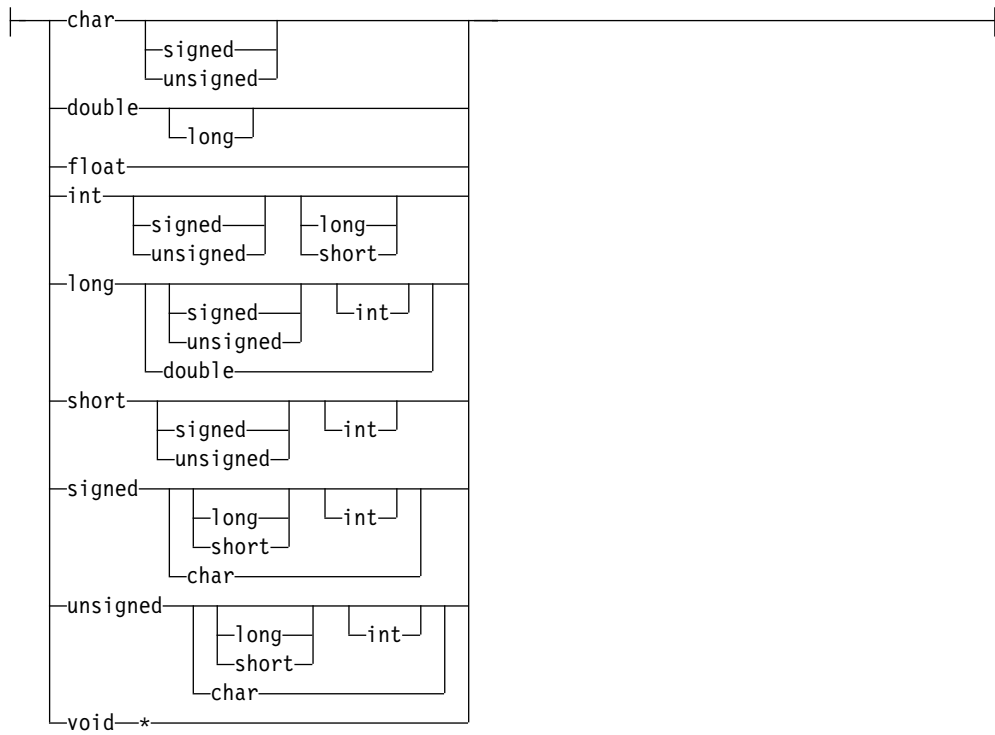 char
signed
unsigned
double
long
float
int
signed long
unsigned short
long
signed int
unsigned
double
short
signed int
unsigned
signed
long int
short
char
unsigned
long int
short
char
void *